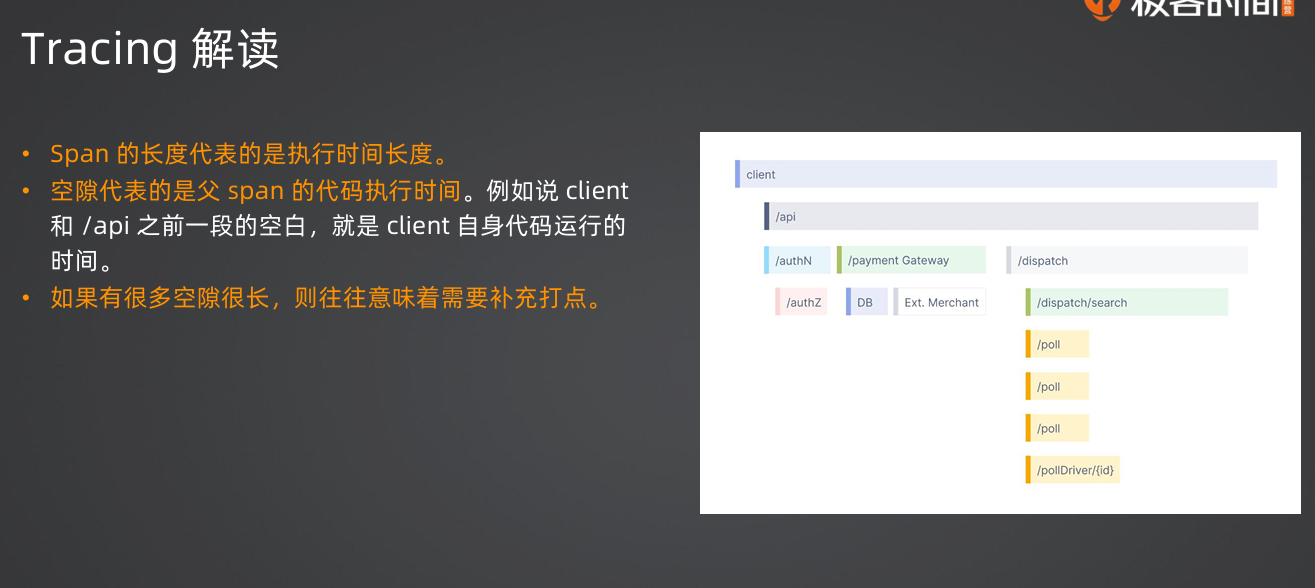 极客时间
Tracing 解读
• Span 的长度代表的是执行时间长度。
• 空隙代表的是父 span 的代码执行时间。例如说 client
和 /api 之前一段的空白，就是 client 自身代码运行的
时间。
• 如果有很多空隙很长，则往往意味着需要补充打点。
client
/api
/authN
/payment Gateway
/dispatch
/authZ
DB
Ext. Merchant
/dispatch/search
/poll
/poll
/poll
/pollDriver/{id}